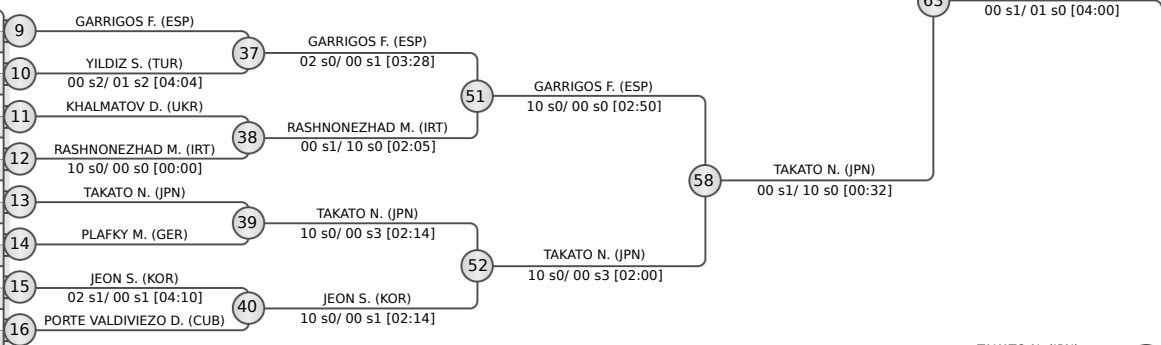 63
00 s1/ 01 s0 [04:00]
9
GARRIGOS F. (ESP)
10
YILDIZ S. (TUR)
00 s2/ 01 s2 [04:04]
37
GARRIGOS F. (ESP)
02 s0/ 00 s1 [03:28]
11
KHALMATOV D. (UKR)
12
RASHNONEZHAD M. (IRT)
10 s0/ 00 s0 [00:00]
38
RASHNONEZHAD M. (IRT)
00 s1/ 10 s0 [02:05]
51
GARRIGOS F. (ESP)
10 s0/ 00 s0 [02:50]
13
TAKATO N. (JPN)
14
PLAFKY M. (GER)
39
TAKATO N. (JPN)
10 s0/ 00 s3 [02:14]
15
JEON S. (KOR)
02 s1/ 00 s1 [04:10]
16
PORTE VALDIVIEZO D. (CUB)
40
JEON S. (KOR)
10 s0/ 00 s1 [02:14]
52
TAKATO N. (JPN)
10 s0/ 00 s3 [02:00]
58
TAKATO N. (JPN)
00 s1/ 10 s0 [00:32]